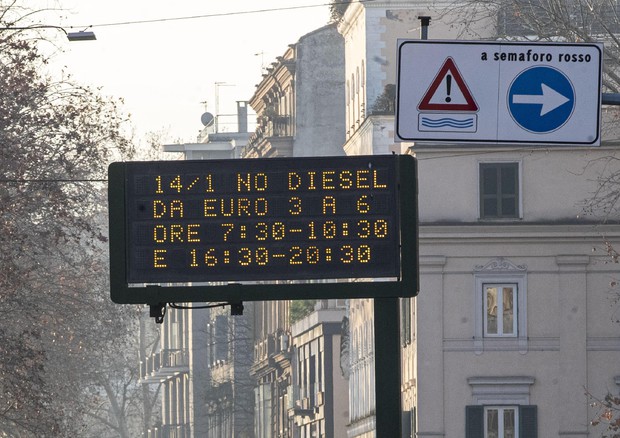 a semaforo rosso
14/1 NO DIESEL
DA EURO 3 A 6
ORE 7:30-10:30
E 16:30-20:30